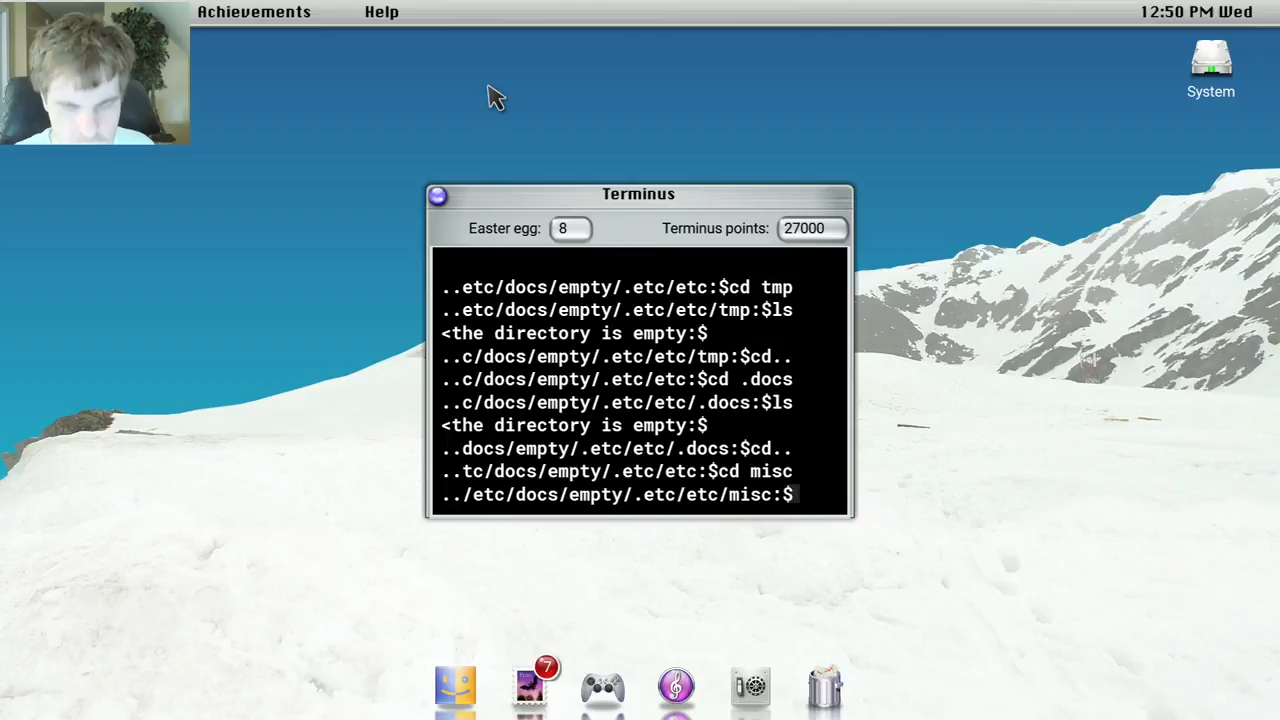 Achievements Help 12:50 PM Wed
System
Terminus
Easter egg: 8 Terminus points: 27000
..etc/docs/empty/.etc/etc:$cd tmp
..etc/docs/empty/.etc/etc/tmp:$ls
<the directory is empty:$
..c/docs/empty/.etc/etc/tmp:$cd..
..c/docs/empty/.etc/etc:$cd .docs
..c/docs/empty/.etc/etc/.docs:$ls
<the directory is empty:$
..docs/empty/.etc/etc/.docs:$cd..
..tc/docs/empty/.etc/etc:$cd misc
../etc/docs/empty/.etc/etc/misc:$
7